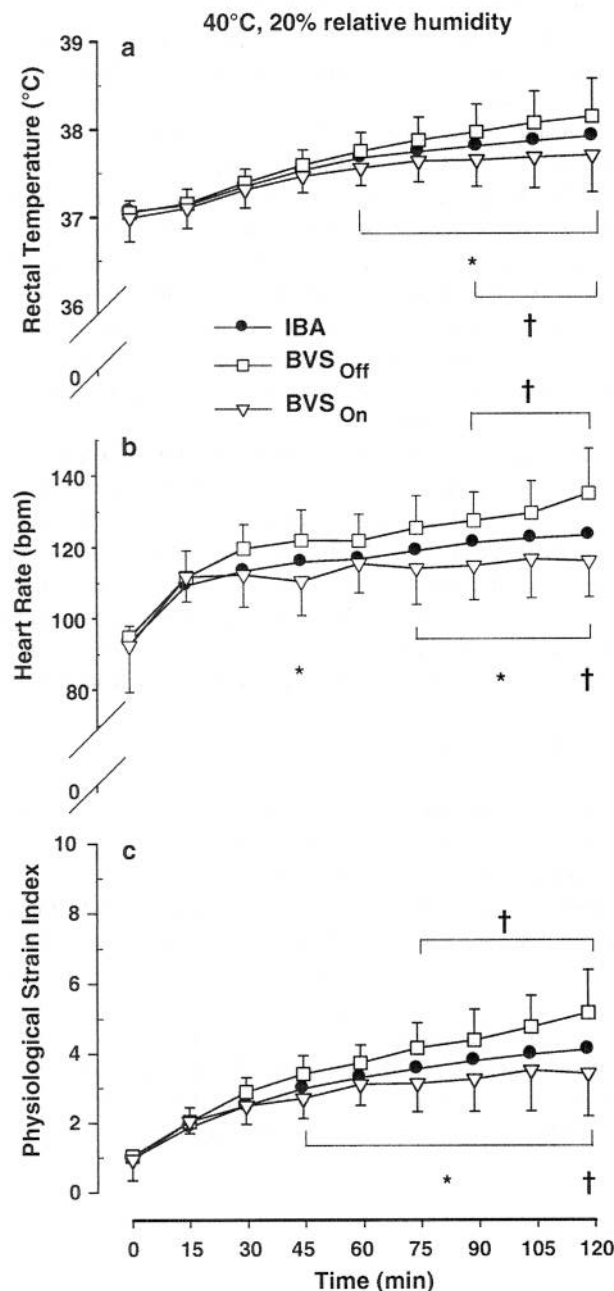 40°C, 20% relative humidity
a
Rectal Temperature (°C)
39
38
37
36
0
*
†
IBA
BVS Off
BVS On
†
b
Heart Rate (bpm)
140
120
100
80
0
*
*
†
c
Physiological Strain Index
10
8
6
4
2
0
†
*
†
0 15 30 45 60 75 90 105 120
Time (min)